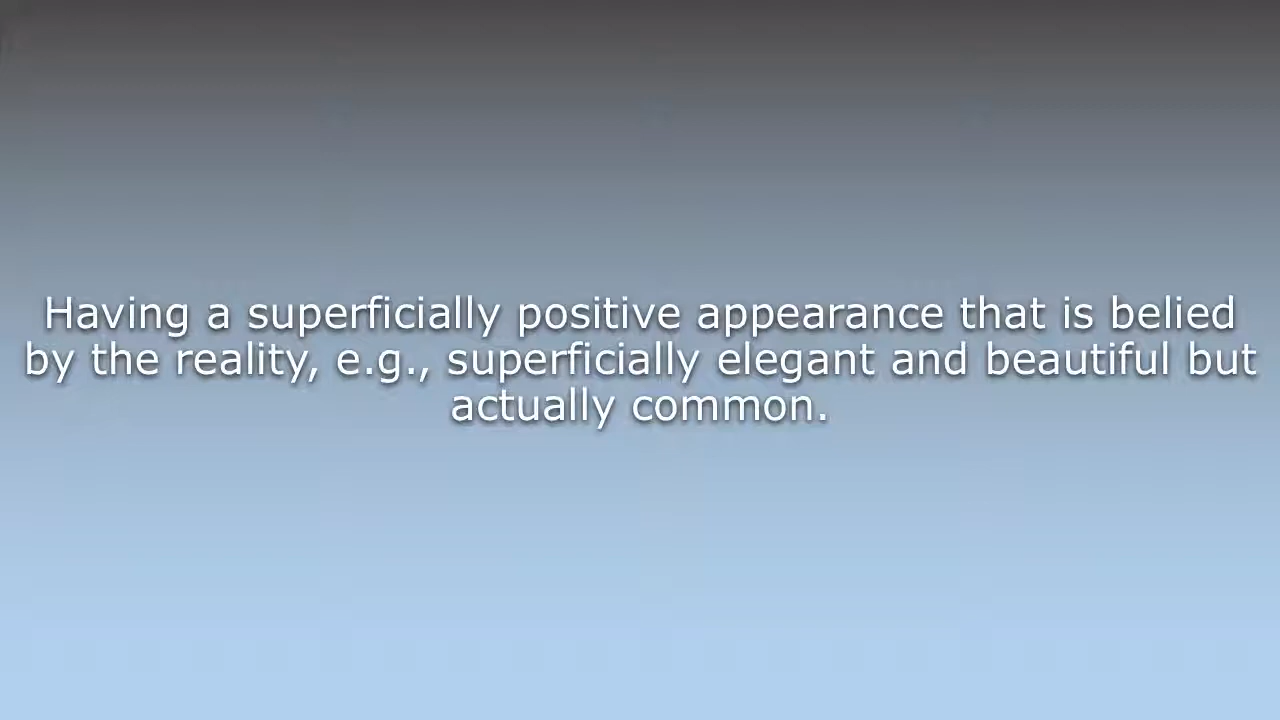 Having a superficially positive appearance that is belied
by the reality, e.g., superficially elegant and beautiful but
actually common.